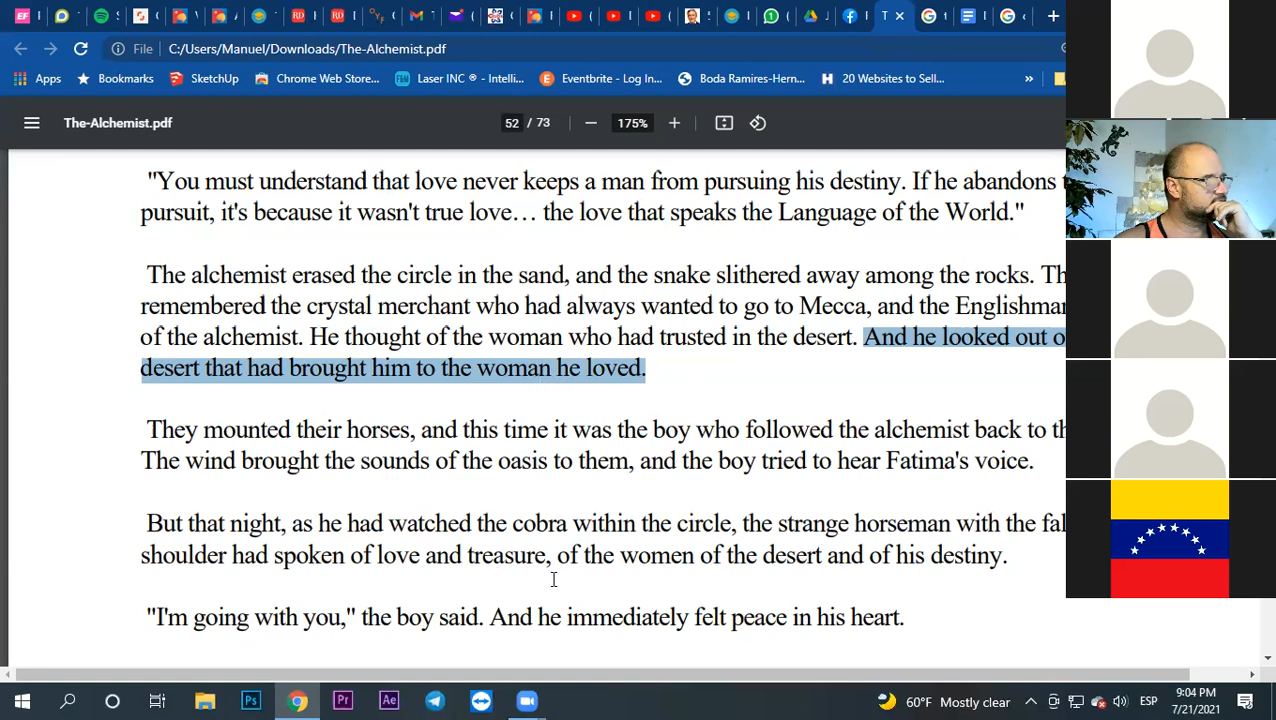 File C:/Users/Manuel/Downloads/The-Alchemist.pdf
Apps Bookmarks SketchUp Chrome Web Store... Laser INC ® - Intelli... Eventbrite - Log In... Boda Ramires-Hern... 20 Websites to Sell... »
The-Alchemist.pdf 52 / 73 — 175% +
"You must understand that love never keeps a man from pursuing his destiny. If he abandons
pursuit, it's because it wasn't true love… the love that speaks the Language of the World."
The alchemist erased the circle in the sand, and the snake slithered away among the rocks.
remembered the crystal merchant who had always wanted to go to Mecca, and the Englishman
of the alchemist. He thought of the woman who had trusted in the desert. And he looked out
desert that had brought him to the woman he loved.
They mounted their horses, and this time it was the boy who followed the alchemist back to
The wind brought the sounds of the oasis to them, and the boy tried to hear Fatima's voice.
But that night, as he had watched the cobra within the circle, the strange horseman with the
shoulder had spoken of love and treasure, of the women of the desert and of his destiny.
"I'm going with you," the boy said. And he immediately felt peace in his heart.
Ps Pr Ae 60°F Mostly clear ESP 9:04 PM
7/21/2021